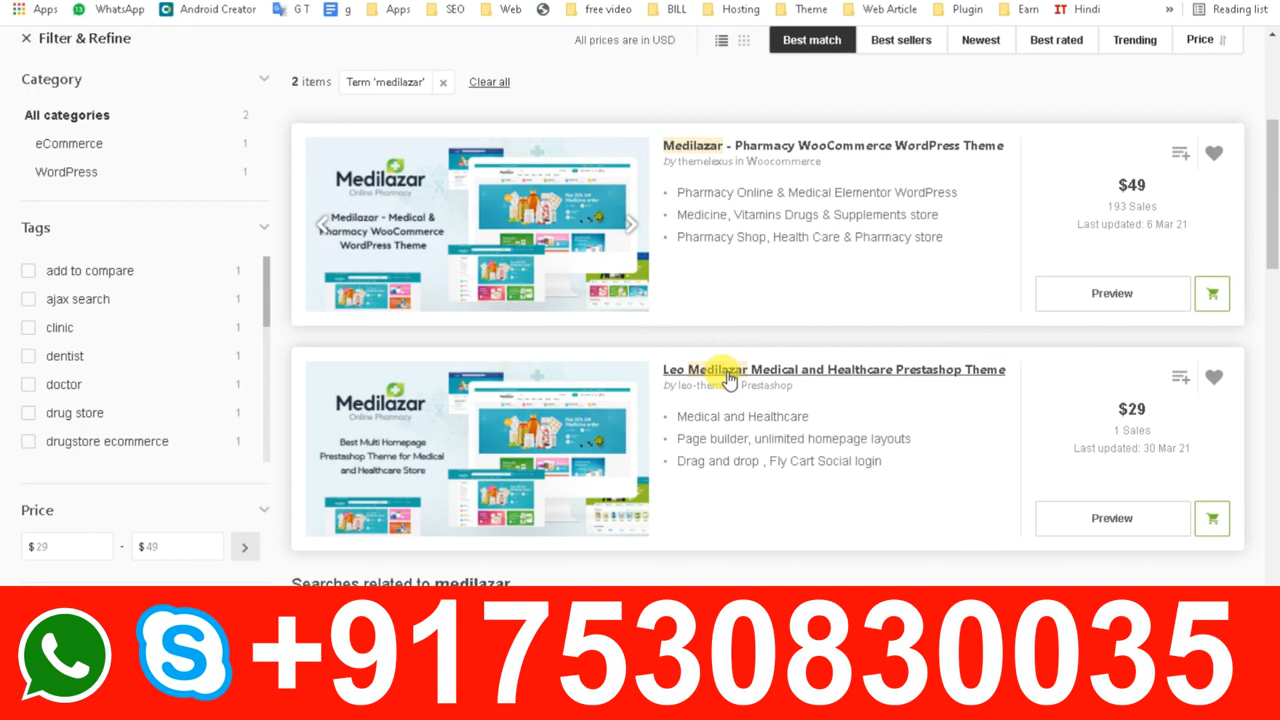 Apps WhatsApp Android Creator G T g Apps SEO Web free video BILL Hosting Theme Web Article Plugin Earn IT Hindi » Reading list
× Filter & Refine
All prices are in USD
Best match Best sellers Newest Best rated Trending Price
Category
All categories 2
eCommerce 1
WordPress 1
Tags
add to compare 1
ajax search 1
clinic 1
dentist 1
doctor 1
drug store 1
drugstore ecommerce 1
Price
$ 29 - $ 49
2 items Term 'medilazar' × Clear all
Medilazar
Online Pharmacy
Medilazar - Medical &
Pharmacy WooCommerce
WordPress Theme
Medilazar - Pharmacy WooCommerce WordPress Theme
by themelexus in Woocommerce
• Pharmacy Online & Medical Elementor WordPress
• Medicine, Vitamins Drugs & Supplements store
• Pharmacy Shop, Health Care & Pharmacy store
$49
193 Sales
Last updated: 6 Mar 21
Preview
Medilazar
Online Pharmacy
Best Multi Homepage
Prestashop Theme for Medical
and Healthcare Store
Leo Medilazar Medical and Healthcare Prestashop Theme
by Prestashop
• Medical and Healthcare
• Page builder, unlimited homepage layouts
• Drag and drop , Fly Cart Social login
$29
1 Sales
Last updated: 30 Mar 21
Preview
Searches related to medilazar
+917530830035